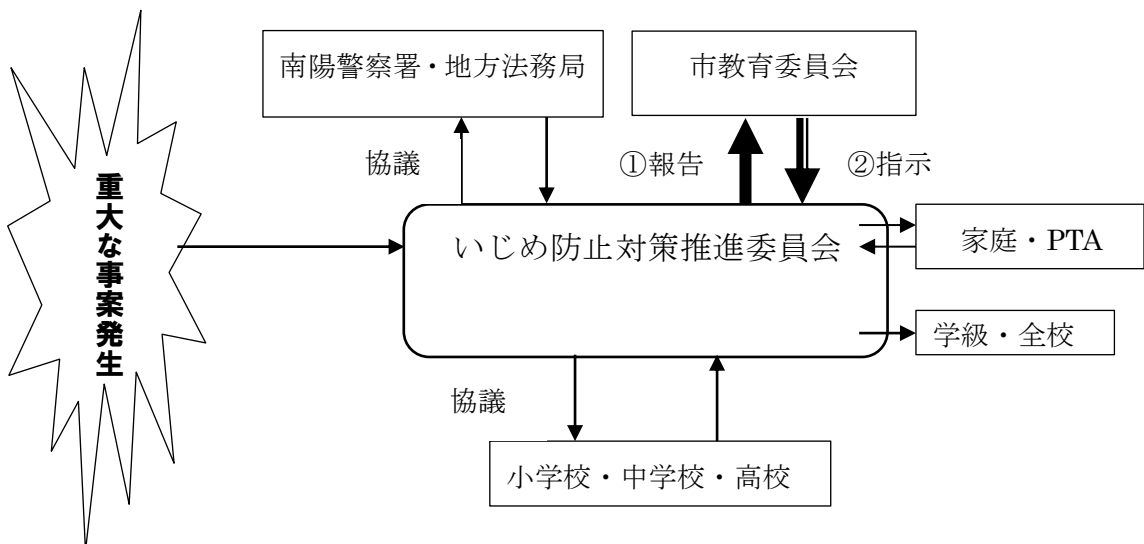 南陽警察署・地方法務局
市教育委員会
協議
①報告
②指示
重大な事案発生
いじめ防止対策推進委員会
家庭・PTA
学級・全校
協議
小学校・中学校・高校